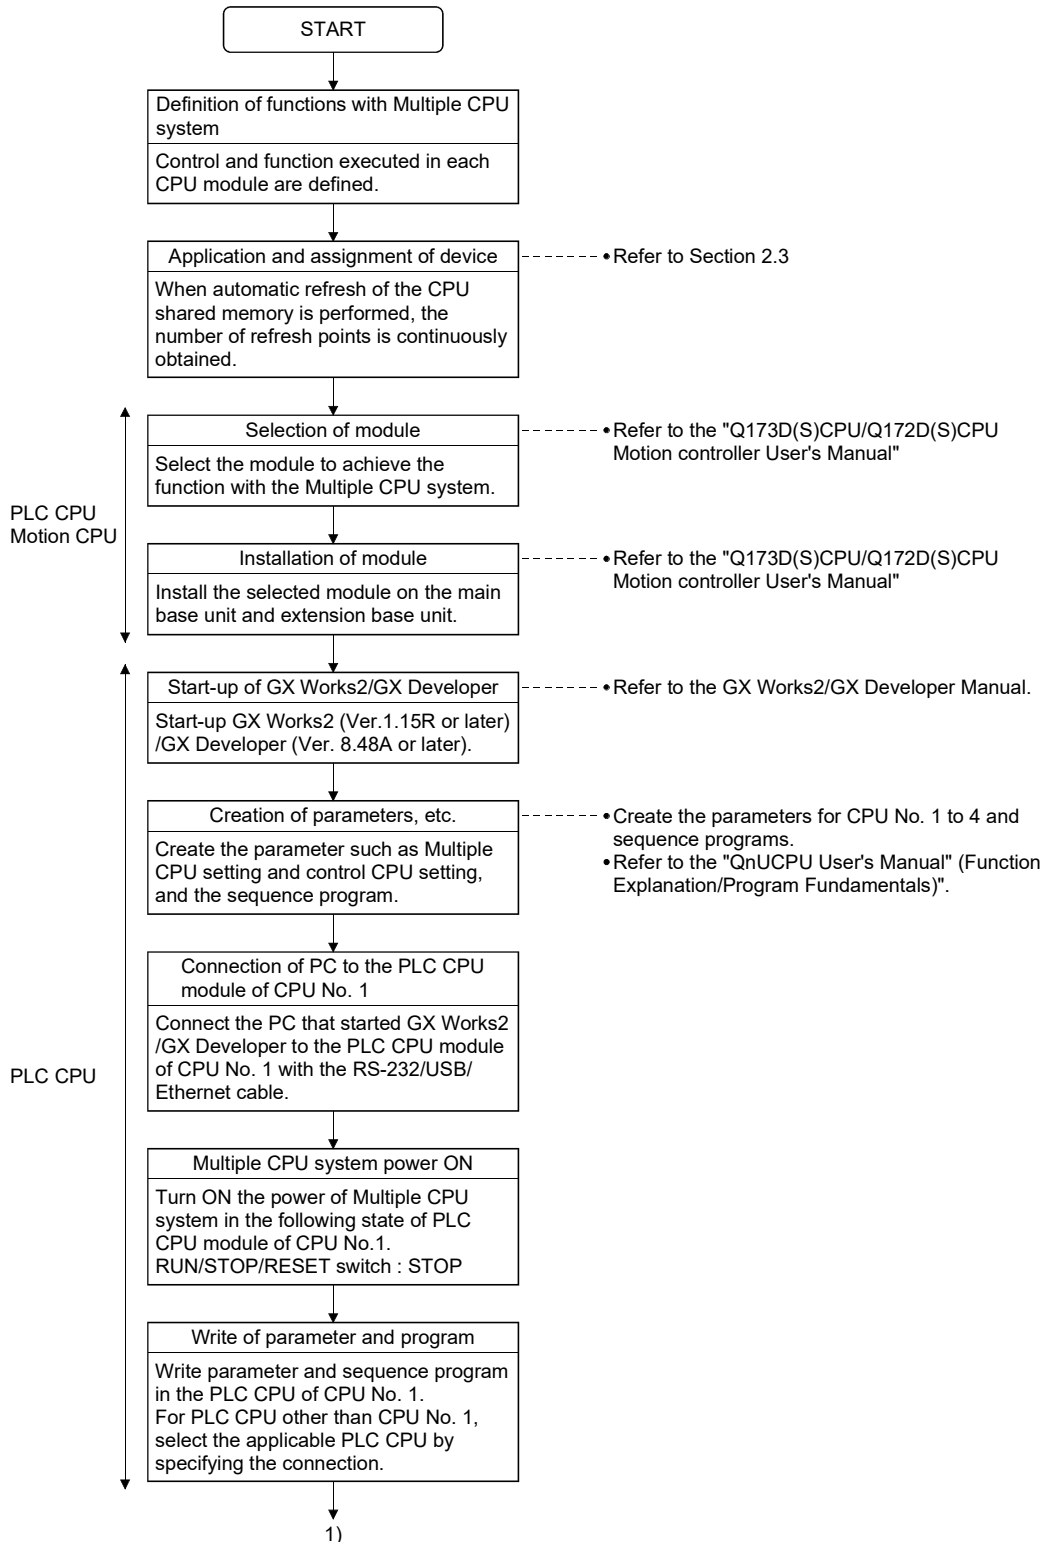 START
Definition of functions with Multiple CPU
system
Control and function executed in each
CPU module are defined.
Application and assignment of device
• Refer to Section 2.3
When automatic refresh of the CPU
shared memory is performed, the
number of refresh points is continuously
obtained.
PLC CPU
Motion CPU
Selection of module
• Refer to the "Q173D(S)CPU/Q172D(S)CPU
Motion controller User's Manual"
Select the module to achieve the
function with the Multiple CPU system.
Installation of module
• Refer to the "Q173D(S)CPU/Q172D(S)CPU
Motion controller User's Manual"
Install the selected module on the main
base unit and extension base unit.
PLC CPU
Start-up of GX Works2/GX Developer
• Refer to the GX Works2/GX Developer Manual.
Start-up GX Works2 (Ver.1.15R or later)
/GX Developer (Ver. 8.48A or later).
Creation of parameters, etc.
• Create the parameters for CPU No. 1 to 4 and
sequence programs.
• Refer to the "QnUCPU User's Manual" (Function
Explanation/Program Fundamentals)".
Create the parameter such as Multiple
CPU setting and control CPU setting,
and the sequence program.
Connection of PC to the PLC CPU
module of CPU No. 1
Connect the PC that started GX Works2
/GX Developer to the PLC CPU module
of CPU No. 1 with the RS-232/USB/
Ethernet cable.
Multiple CPU system power ON
Turn ON the power of Multiple CPU
system in the following state of PLC
CPU module of CPU No.1.
RUN/STOP/RESET switch : STOP
Write of parameter and program
Write parameter and sequence program
in the PLC CPU of CPU No. 1.
For PLC CPU other than CPU No. 1,
select the applicable PLC CPU by
specifying the connection.
1)